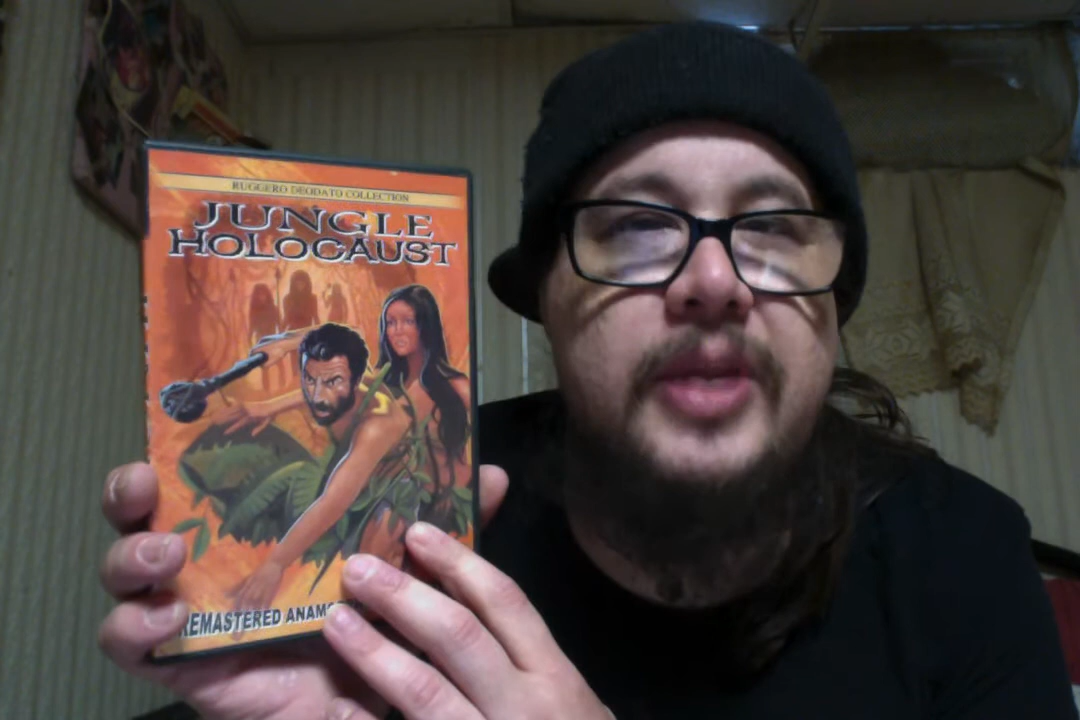 RUGGERO DEODATO COLLECTION
JUNGLE
HOLOCAUST
REMASTERED